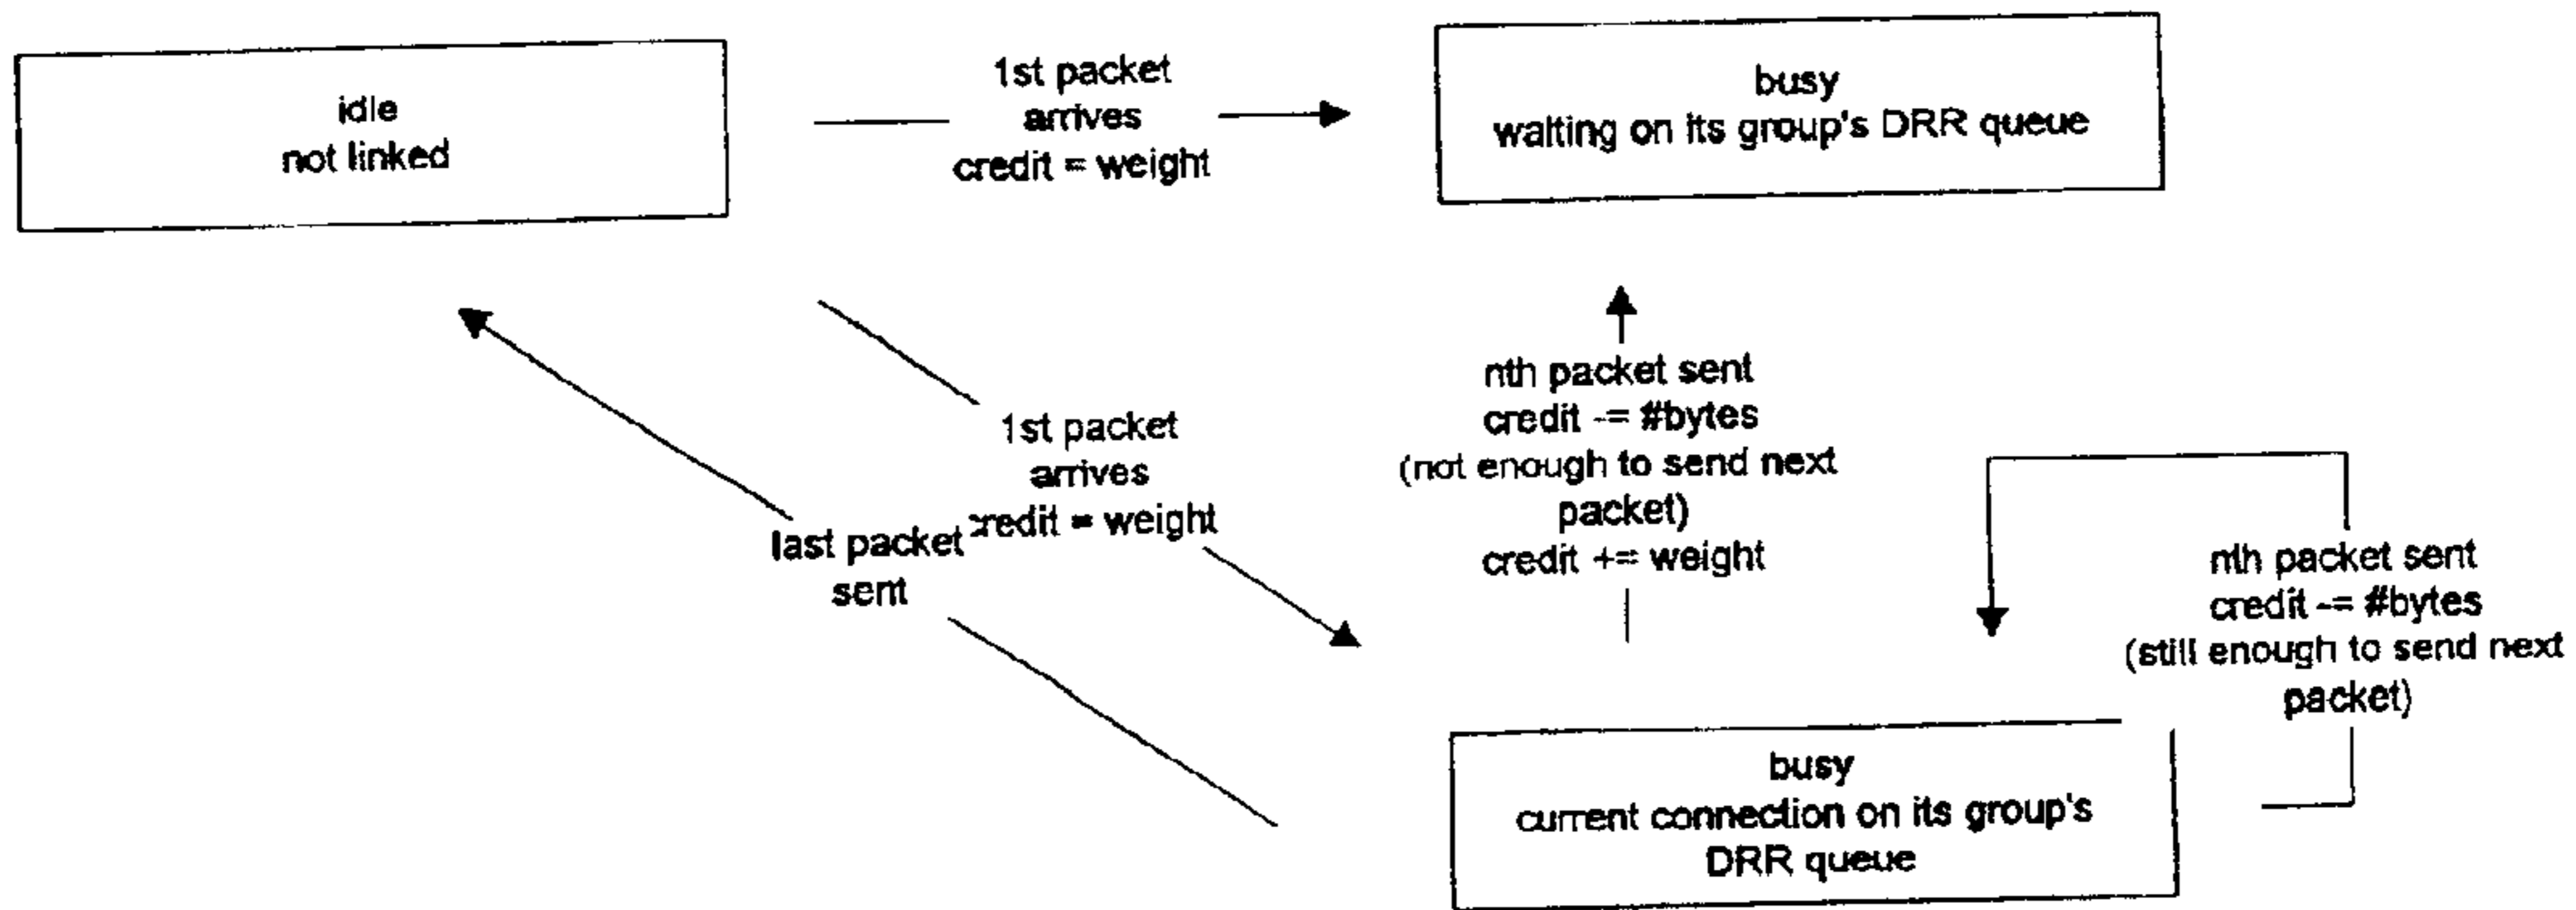 idle
not linked
1st packet
arrives
credit = weight
busy
waiting on its group's DRR queue
1st packet
arrives
credit = weight
last packet
sent
nth packet sent
credit -= #bytes
(not enough to send next
packet)
credit += weight
nth packet sent
credit -= #bytes
(still enough to send next
packet)
busy
current connection on its group's
DRR queue